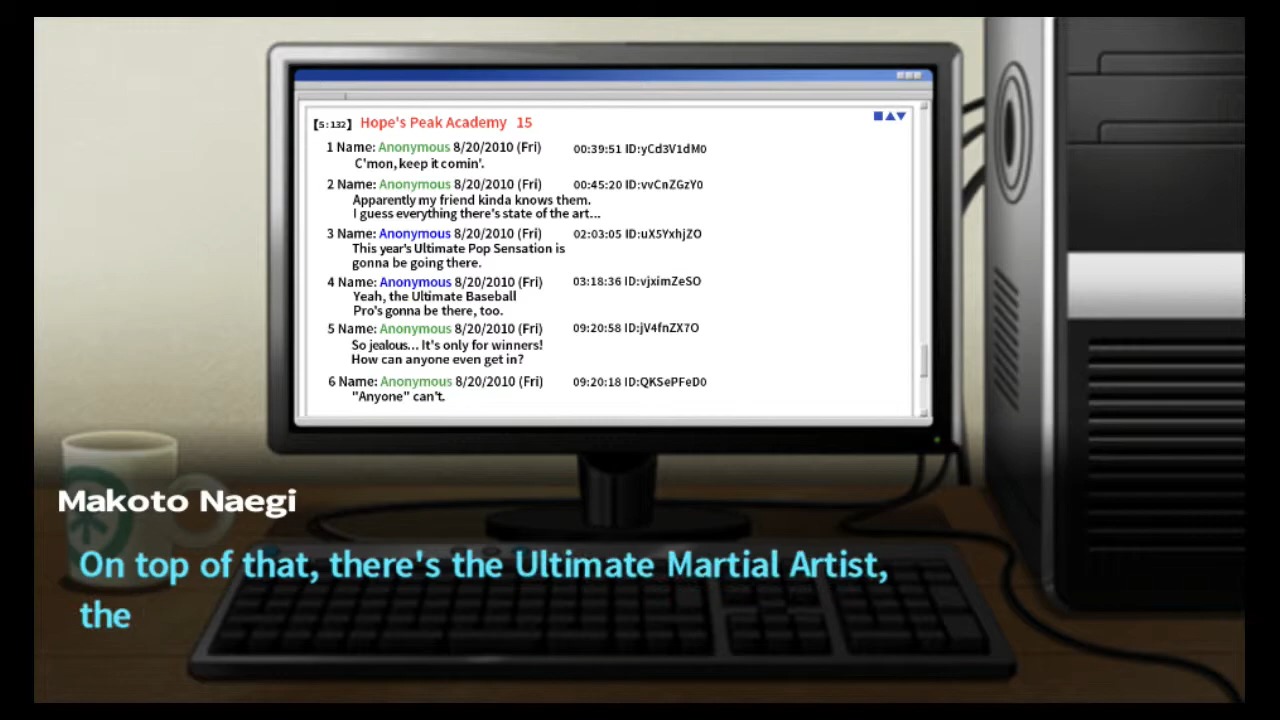 【5:132】 Hope's Peak Academy 15
1 Name: Anonymous 8/20/2010 (Fri) 00:39:51 ID:yCd3V1dM0
C'mon, keep it comin'.
2 Name: Anonymous 8/20/2010 (Fri) 00:45:20 ID:vvCnZGzY0
Apparently my friend kinda knows them.
I guess everything there's state of the art...
3 Name: Anonymous 8/20/2010 (Fri) 02:03:05 ID:uX5YxhjZO
This year's Ultimate Pop Sensation is
gonna be going there.
4 Name: Anonymous 8/20/2010 (Fri) 03:18:36 ID:vjximZeSO
Yeah, the Ultimate Baseball
Pro's gonna be there, too.
5 Name: Anonymous 8/20/2010 (Fri) 09:20:58 ID:jV4fnZX7O
So jealous... It's only for winners!
How can anyone even get in?
6 Name: Anonymous 8/20/2010 (Fri) 09:20:18 ID:QKSePFeD0
"Anyone" can't.
Makoto Naegi
On top of that, there's the Ultimate Martial Artist,
the